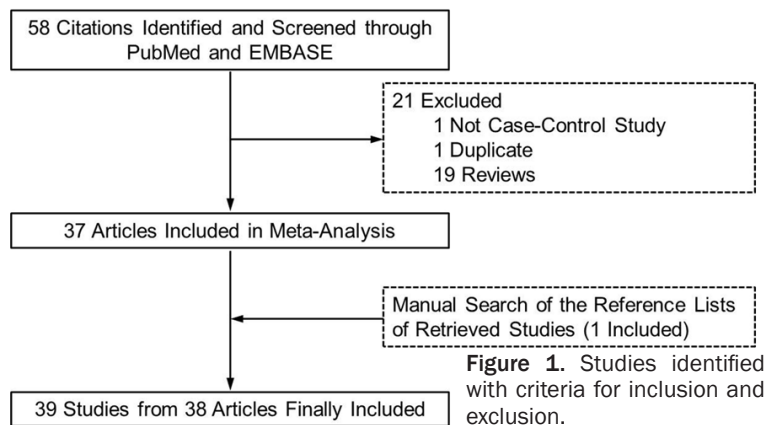 58 Citations Identified and Screened through
PubMed and EMBASE
21 Excluded
1 Not Case-Control Study
1 Duplicate
19 Reviews
37 Articles Included in Meta-Analysis
Manual Search of the Reference Lists
of Retrieved Studies (1 Included)
39 Studies from 38 Articles Finally Included
Figure 1. Studies identified
with criteria for inclusion and
exclusion.